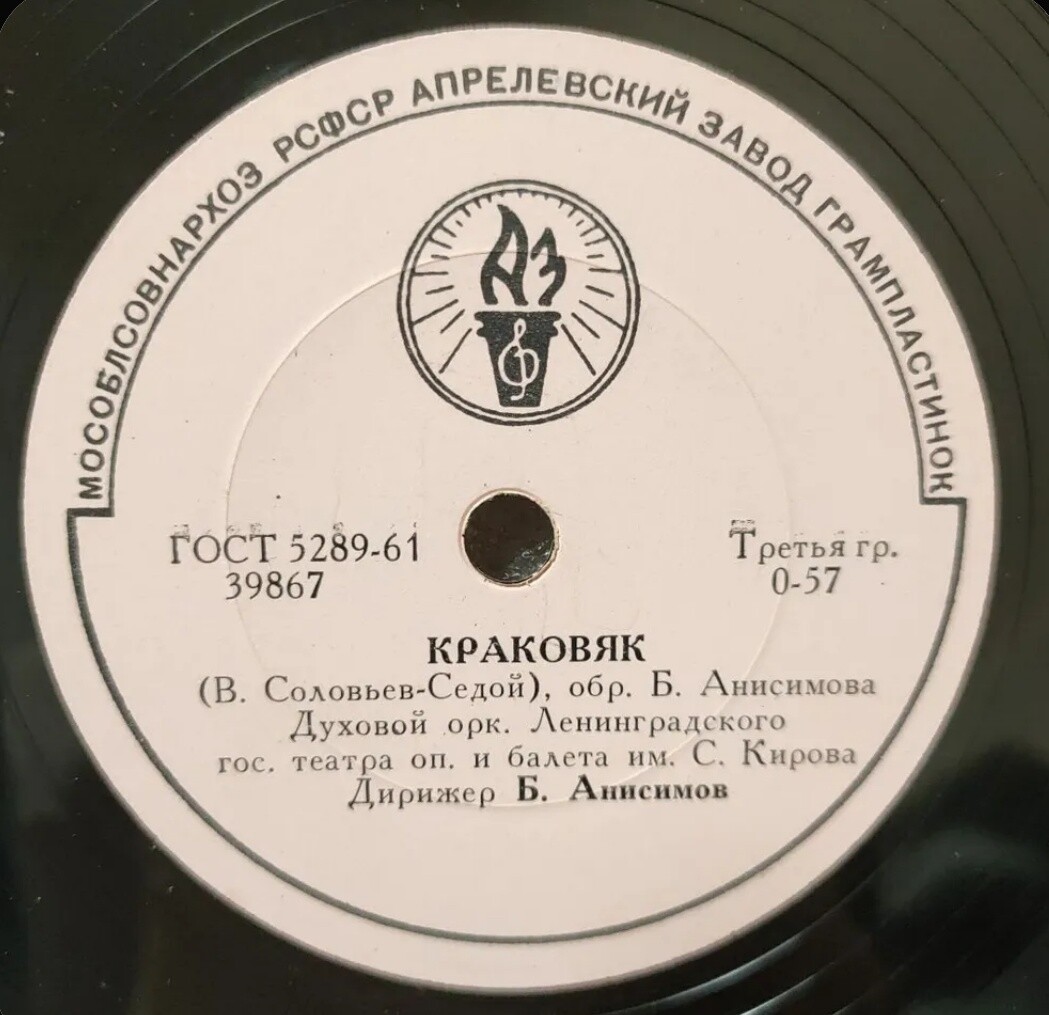 МОСОБЛСОВНАРХОЗ РСФСР АПРЕЛЕВСКИЙ ЗАВОД ГРАМПЛАСТИНОК
АЗ
ГОСТ 5289-61
39867
Третья гр.
0-57
КРАКОВЯК
(В. Соловьев-Седой), обр. Б. Анисимова
Духовой орк. Ленинградского
гос. театра оп. и балета им. С. Кирова
Дирижер Б. Анисимов